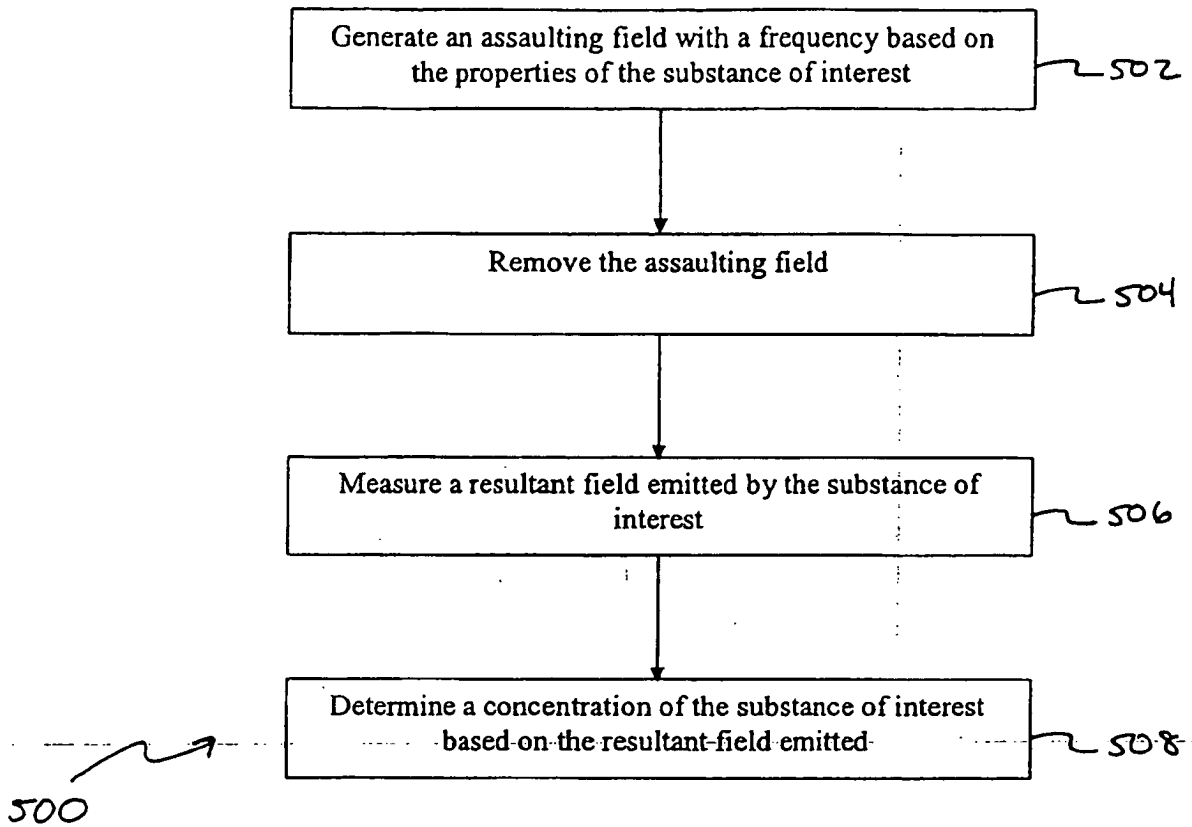 Generate an assaulting field with a frequency based on
the properties of the substance of interest
502
Remove the assaulting field
504
Measure a resultant field emitted by the substance of
interest
506
Determine a concentration of the substance of interest
based on the resultant field emitted
508
500